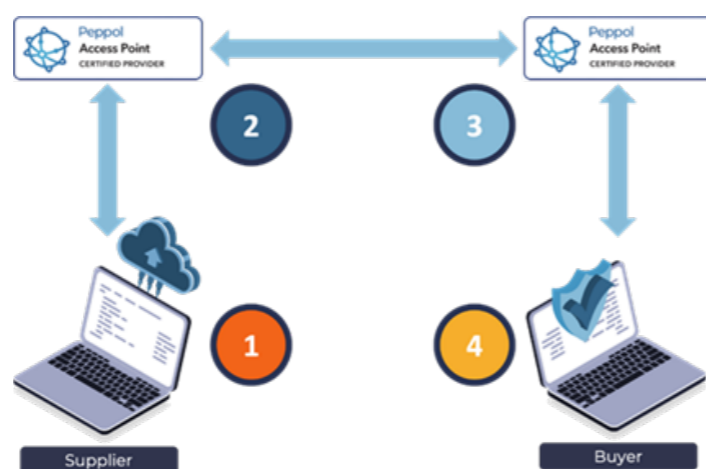 Peppol
Access Point
CERTIFIED PROVIDER
Peppol
Access Point
CERTIFIED PROVIDER
2
3
1
4
Supplier
Buyer